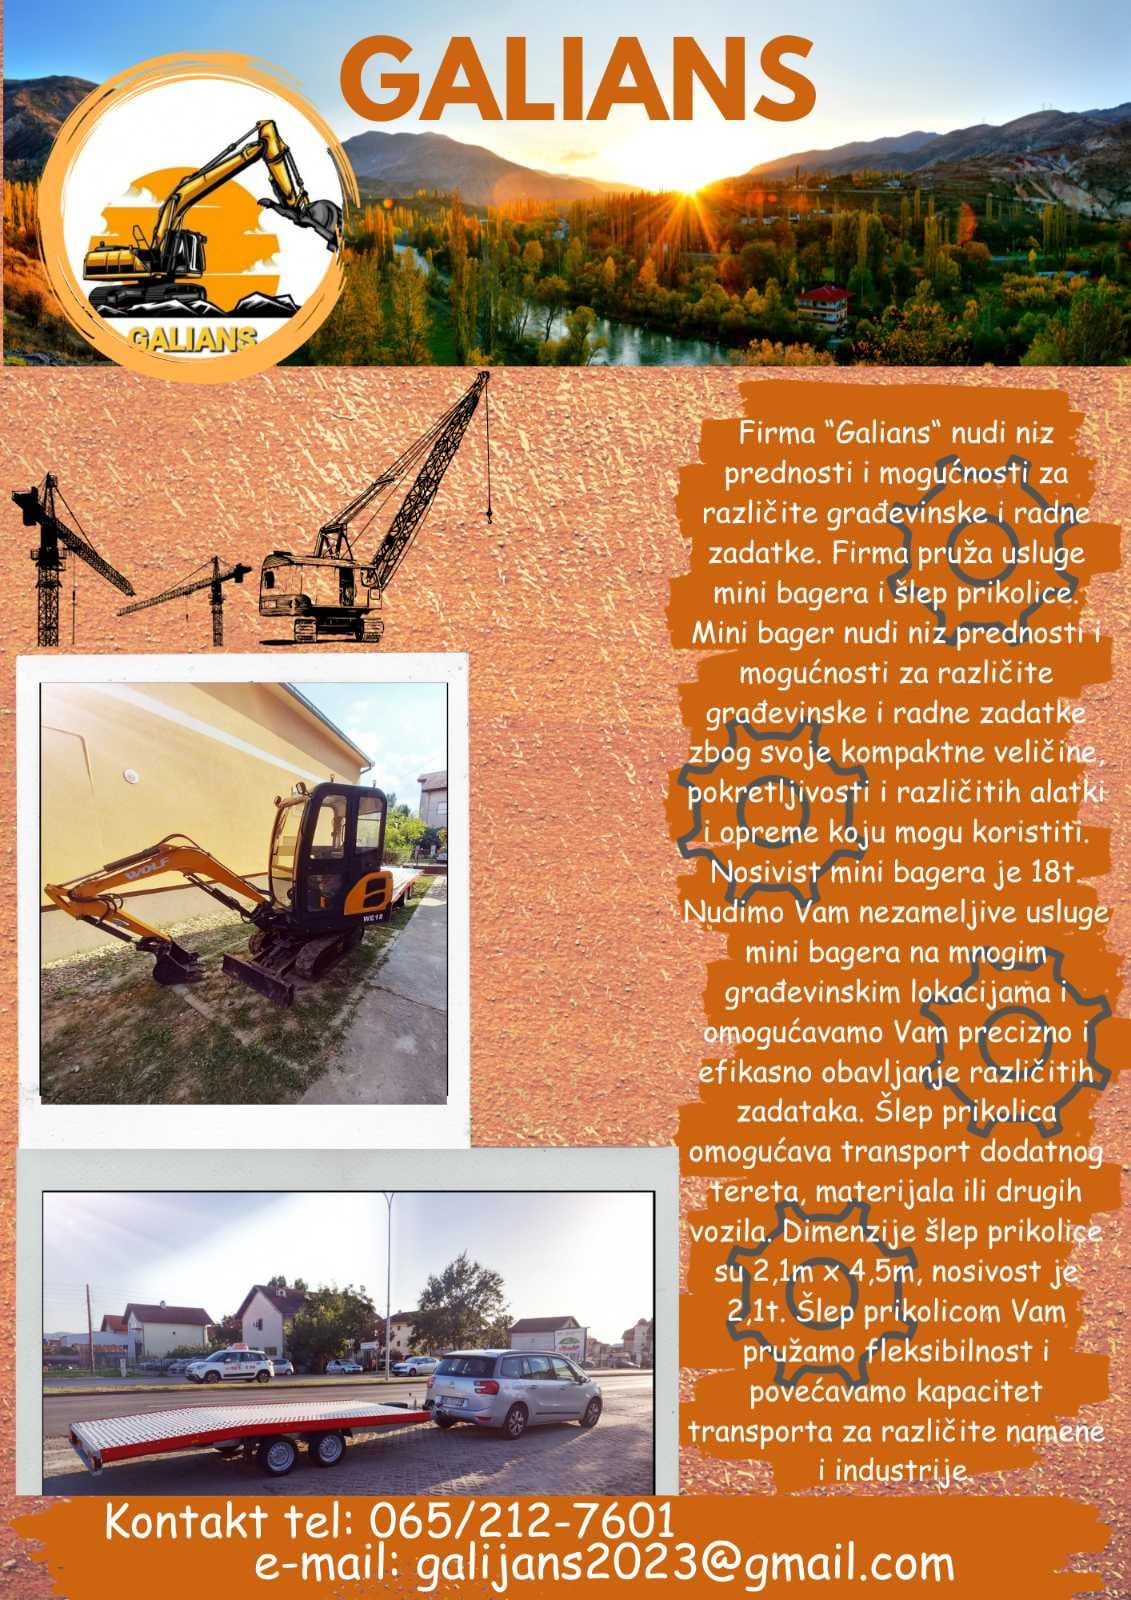 GALIANS
GALIANS
Firma “Galians“ nudi niz
prednosti i mogućnosti za
različite građevinske i radne
zadatke. Firma pruža usluge
mini bagera i šlep prikolice.
Mini bager nudi niz prednosti i
mogućnosti za različite
građevinske i radne zadatke
zbog svoje kompaktne veličine,
pokretljivosti i različitih alatki
i opreme koju mogu koristiti.
Nosivist mini bagera je 18t.
Nudimo Vam nezameljive usluge
mini bagera na mnogim
građevinskim lokacijama i
omogućavamo Vam precizno i
efikasno obavljanje različitih
zadataka. Šlep prikolica
omogućava transport dodatnog
tereta, materijala ili drugih
vozila. Dimenzije šlep prikolice
su 2,1m x 4,5m, nosivost je
2,1t. Šlep prikolicom Vam
pružamo fleksibilnost i
povećavamo kapacitet
transporta za različite namene
i industrije
WOLF
WE18
Kontakt tel: 065/212-7601
e-mail: galijans2023@gmail.com